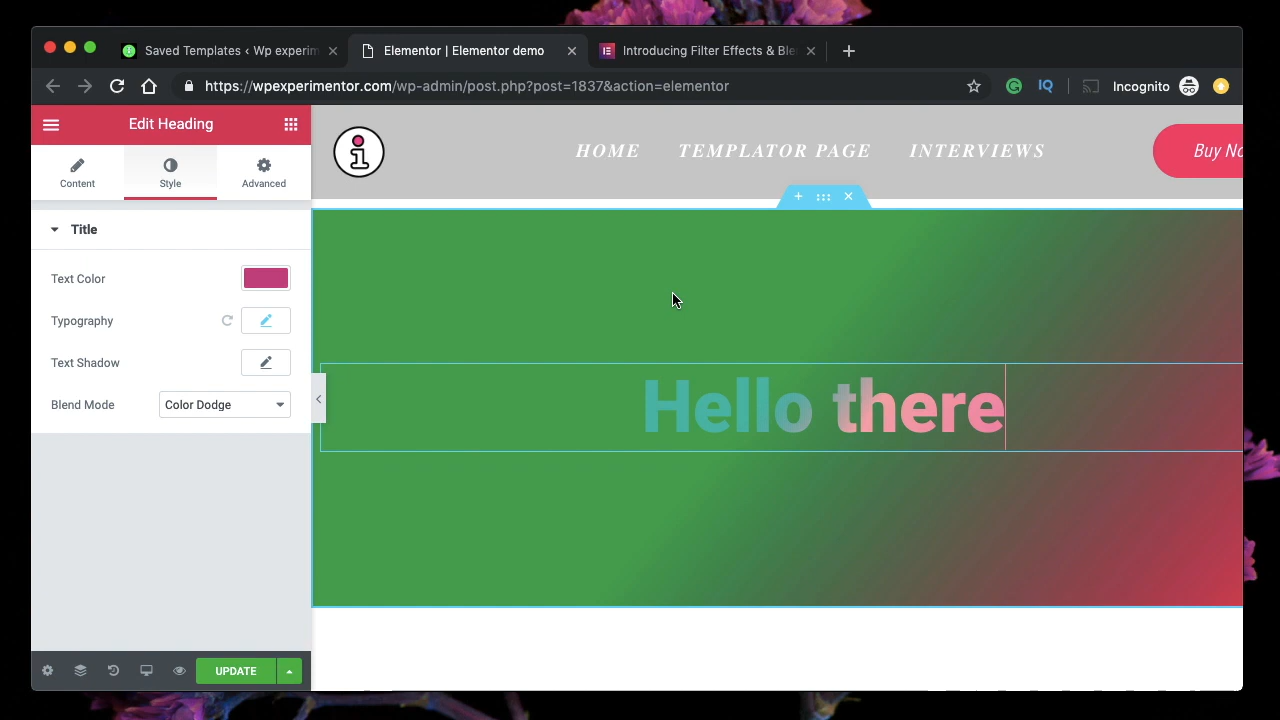 Saved Templates ‹ Wp experim
Elementor | Elementor demo
Introducing Filter Effects & Ble
https://wpexperimentor.com/wp-admin/post.php?post=1837&action=elementor
IQ
Incognito
Edit Heading
Content
Style
Advanced
Title
Text Color
Typography
Text Shadow
Blend Mode
Color Dodge
UPDATE
HOME
TEMPLATOR PAGE
INTERVIEWS
Buy No
Hello there